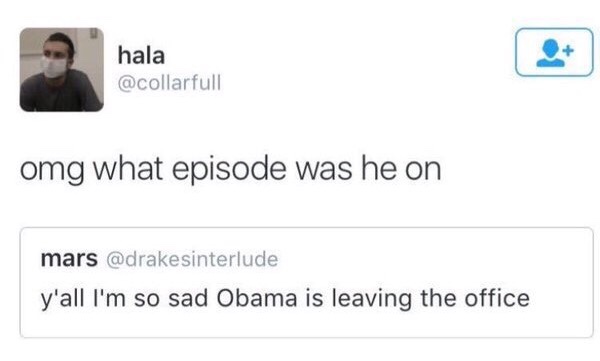 hala
@collarfull
omg what episode was he on
mars @drakesinterlude
y'all I'm so sad Obama is leaving the office